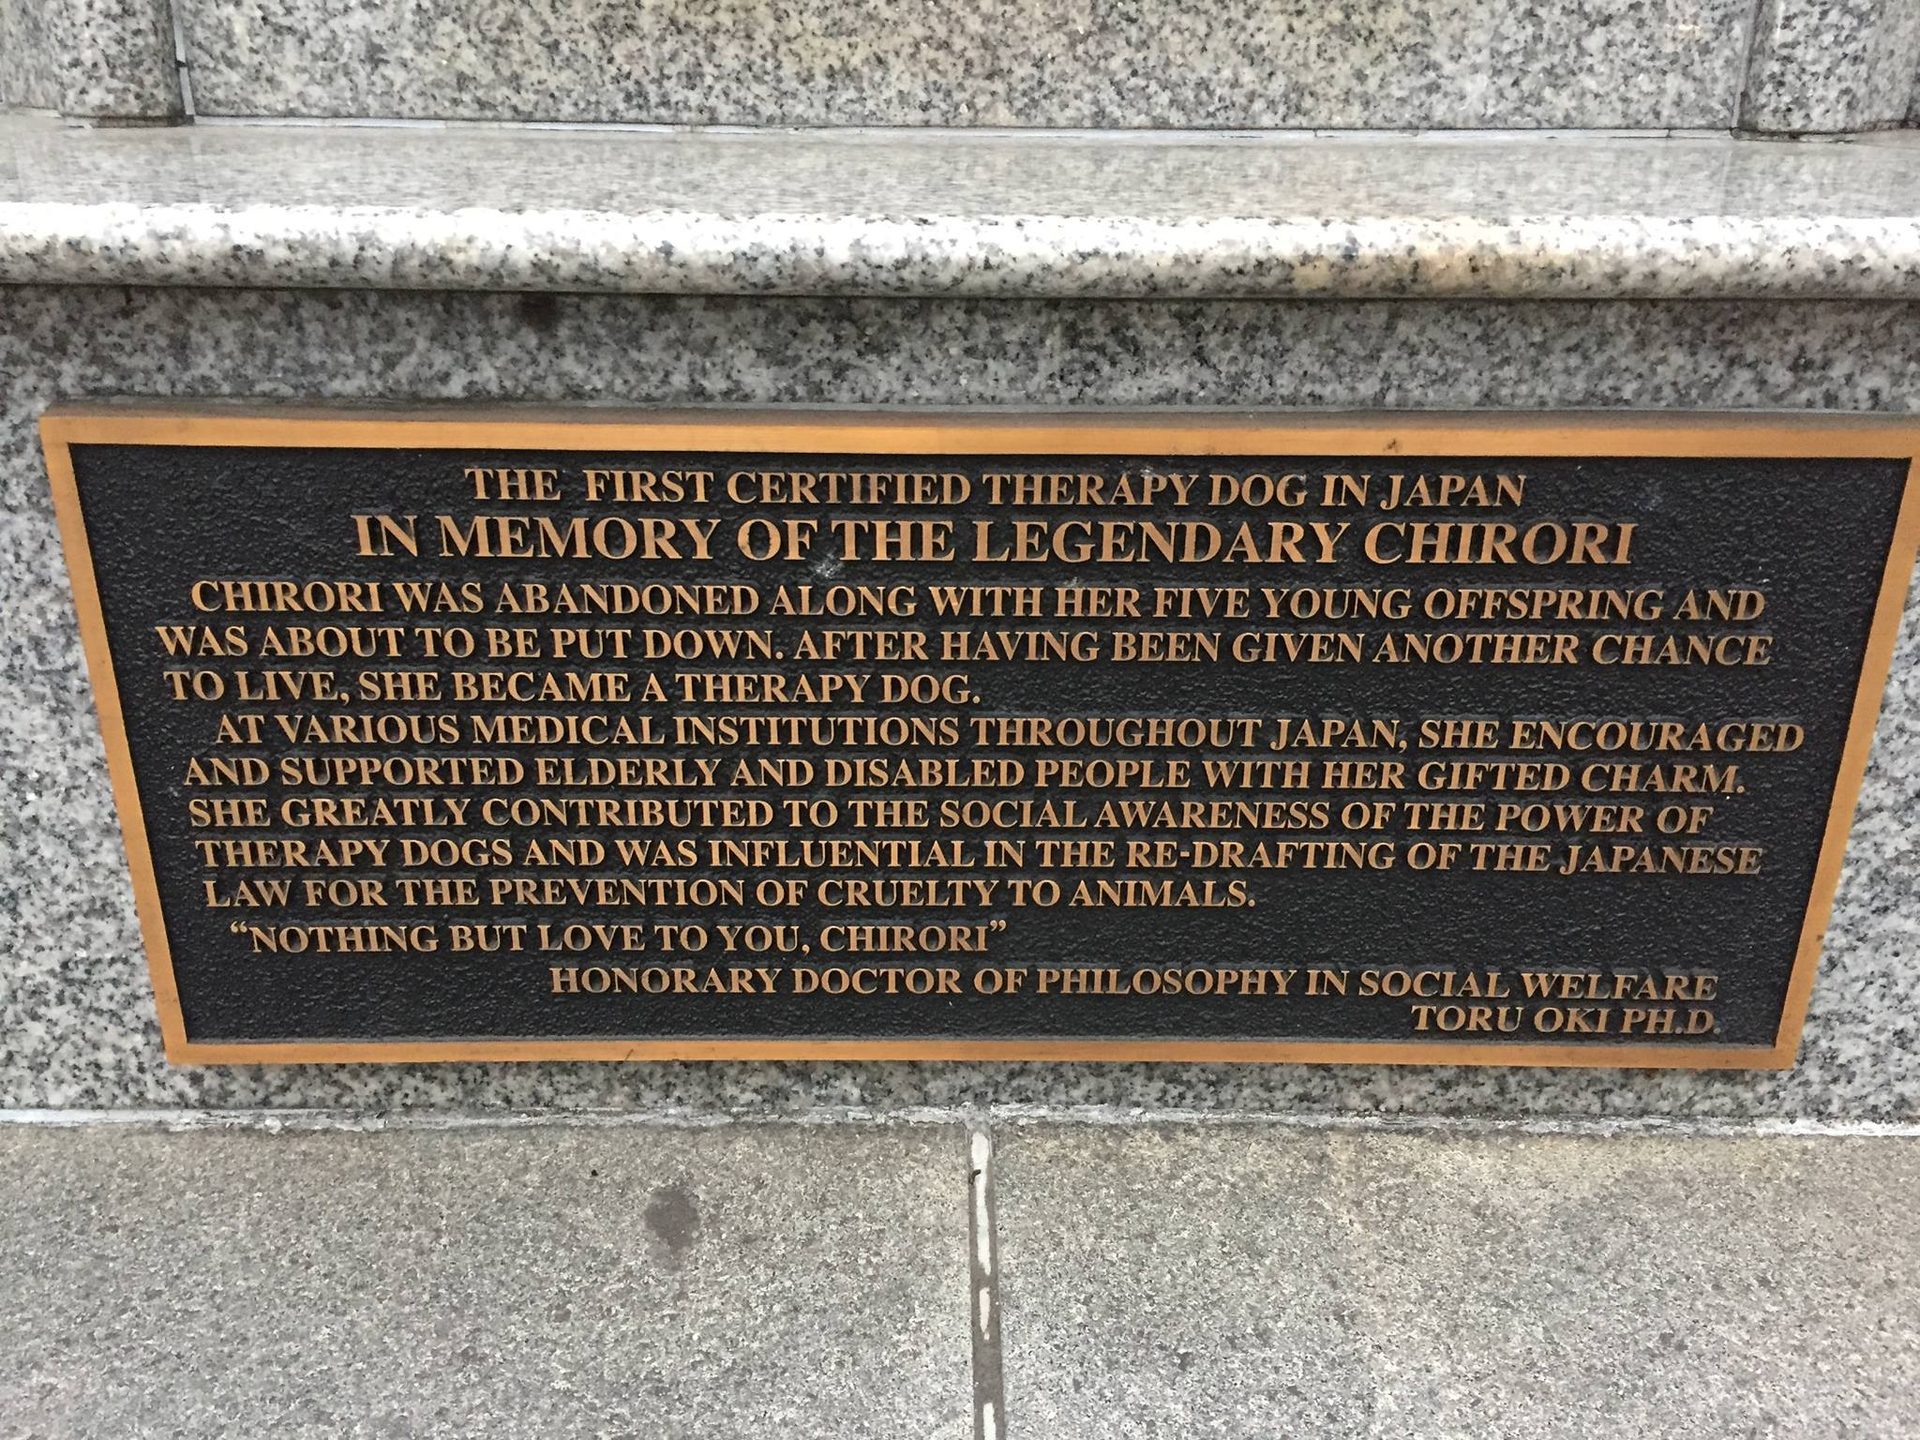 THE FIRST CERTIFIED THERAPY DOG IN JAPAN
IN MEMORY OF THE LEGENDARY CHIRORI
CHIRORI WAS ABANDONED ALONG WITH HER FIVE YOUNG OFFSPRING AND
WAS ABOUT TO BE PUT DOWN. AFTER HAVING BEEN GIVEN ANOTHER CHANCE
TO LIVE, SHE BECAME A THERAPY DOG.
AT VARIOUS MEDICAL INSTITUTIONS THROUGHOUT JAPAN, SHE ENCOURAGED
AND SUPPORTED ELDERLY AND DISABLED PEOPLE WITH HER GIFTED CHARM.
SHE GREATLY CONTRIBUTED TO THE SOCIAL AWARENESS OF THE POWER OF
THERAPY DOGS AND WAS INFLUENTIAL IN THE RE-DRAFTING OF THE JAPANESE
LAW FOR THE PREVENTION OF CRUELTY TO ANIMALS.
“NOTHING BUT LOVE TO YOU, CHIRORI”
HONORARY DOCTOR OF PHILOSOPHY IN SOCIAL WELFARE
TORU OKI PH.D.